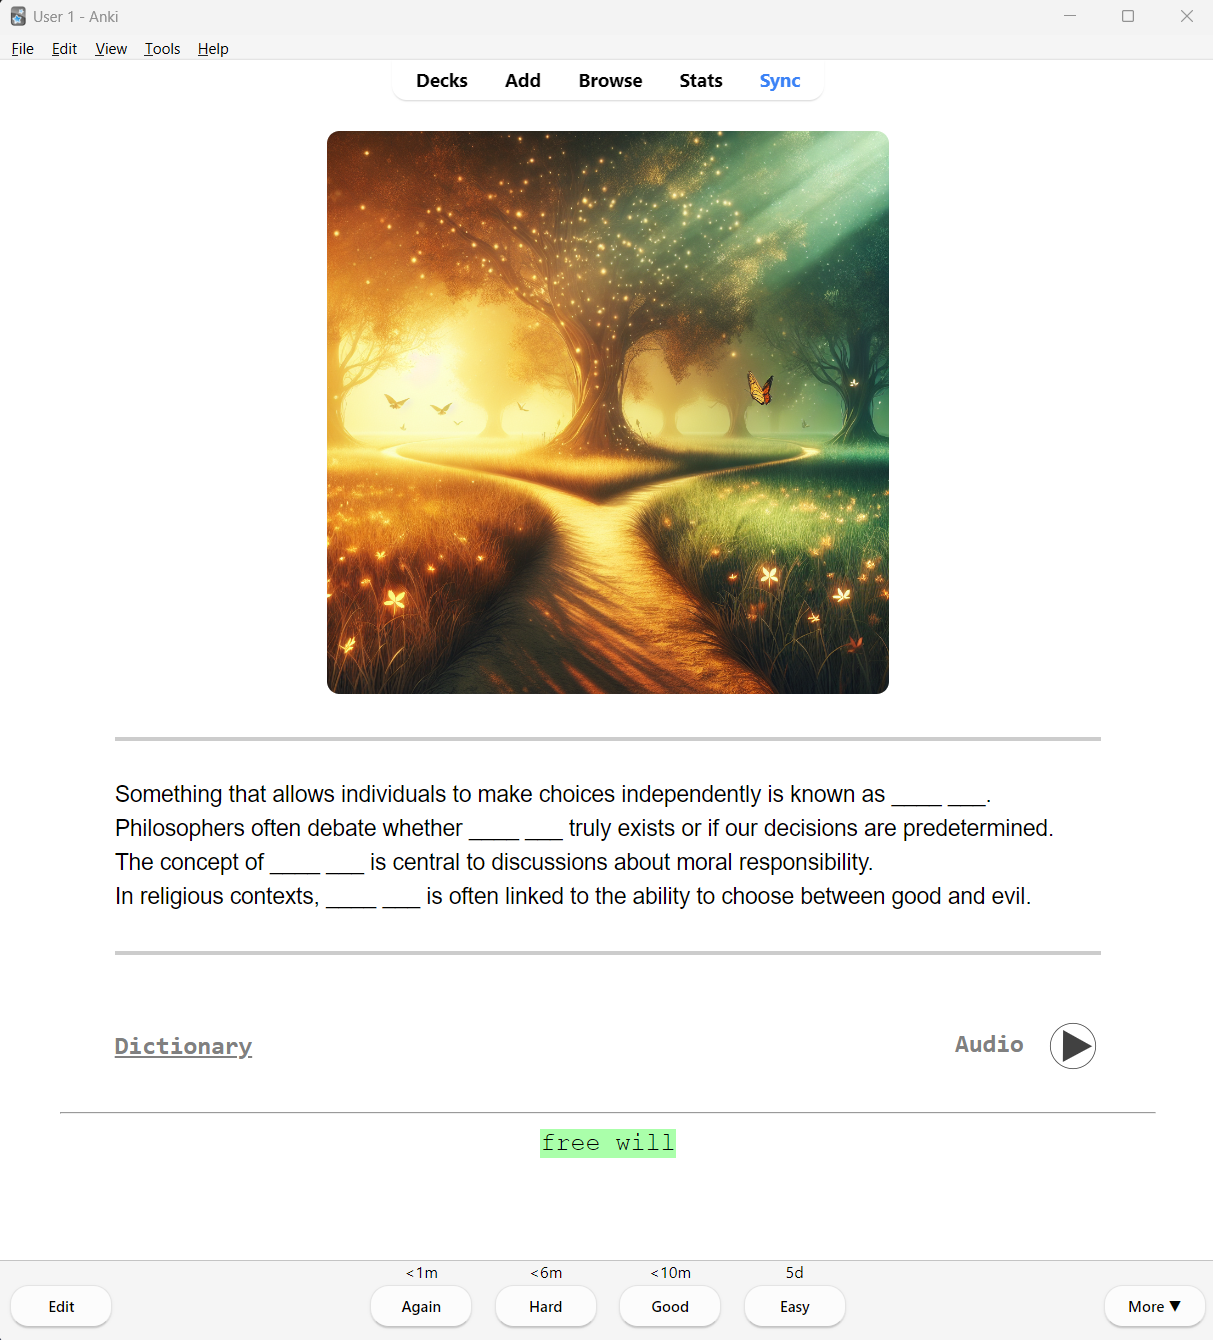 User 1 - Anki
File Edit View Tools Help
Decks Add Browse Stats Sync
Something that allows individuals to make choices independently is known as ____ ___.
Philosophers often debate whether ____ ___ truly exists or if our decisions are predetermined.
The concept of ____ ___ is central to discussions about moral responsibility.
In religious contexts, ____ ___ is often linked to the ability to choose between good and evil.
Dictionary Audio
free will
<1m <6m <10m 5d
Edit Again Hard Good Easy More ▼